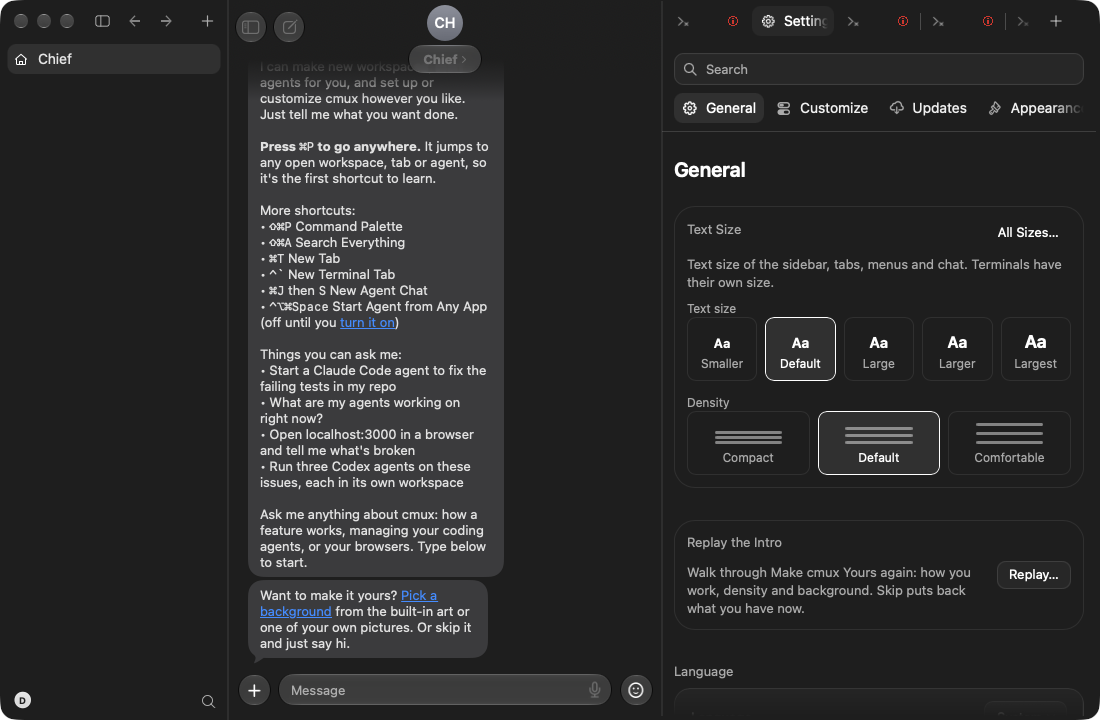 Chief
D
CH
Chief ›
I can make new workspac
agents for you, and set up or
customize cmux however you like.
Just tell me what you want done.
Press ⌘P to go anywhere. It jumps to
any open workspace, tab or agent, so
it's the first shortcut to learn.
More shortcuts:
• ⇧⌘P Command Palette
• ⇧⌘A Search Everything
• ⌘T New Tab
• ^` New Terminal Tab
• ⌘J then S New Agent Chat
• ^⌥⌘Space Start Agent from Any App
(off until you turn it on)
Things you can ask me:
• Start a Claude Code agent to fix the
failing tests in my repo
• What are my agents working on
right now?
• Open localhost:3000 in a browser
and tell me what's broken
• Run three Codex agents on these
issues, each in its own workspace
Ask me anything about cmux: how a
feature works, managing your coding
agents, or your browsers. Type below
to start.
Want to make it yours? Pick a
background from the built-in art or
one of your own pictures. Or skip it
and just say hi.
Message
Setting
Search
General Customize Updates Appearanc
General
Text Size
All Sizes...
Text size of the sidebar, tabs, menus and chat. Terminals have
their own size.
Text size
Aa Aa Aa Aa Aa
Smaller Default Large Larger Largest
Density
Compact Default Comfortable
Replay the Intro
Walk through Make cmux Yours again: how you
work, density and background. Skip puts back
what you have now.
Replay...
Language